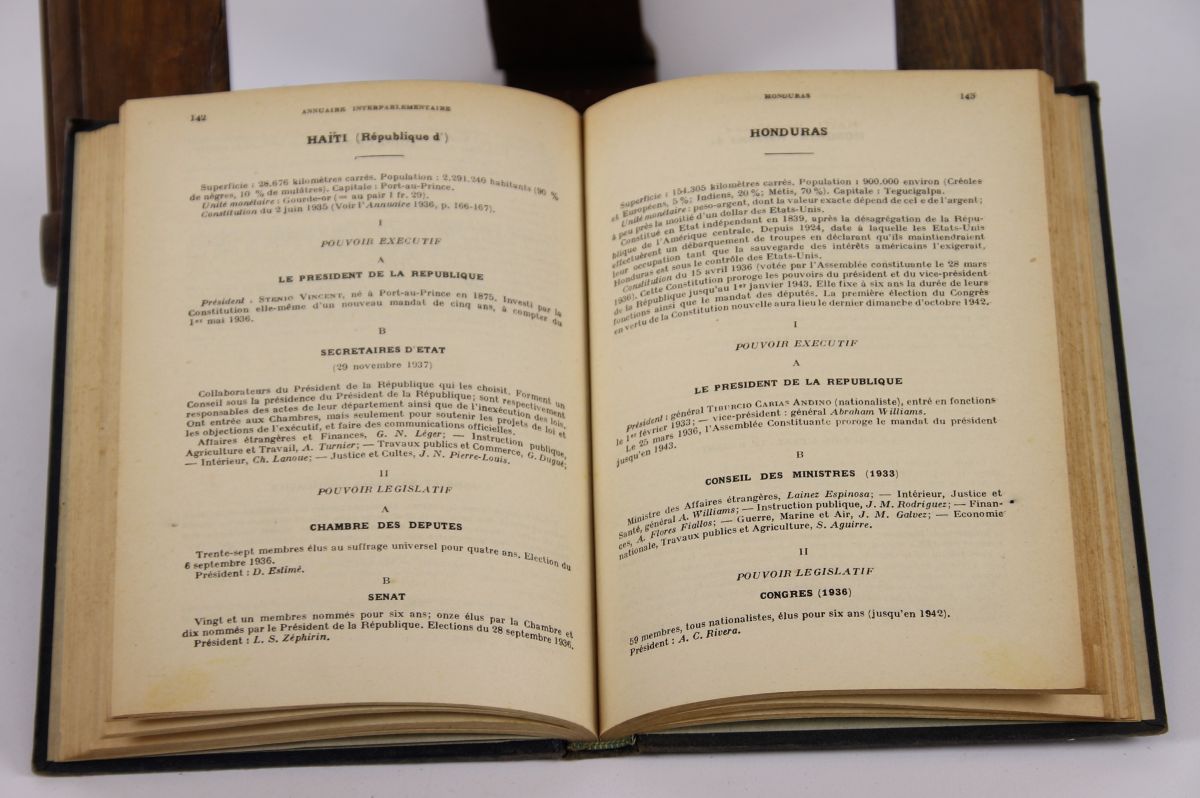 142
ANNUAIRE INTERPARLEMENTAIRE
HAÏTI (République d')
Superficie : 28.676 kilomètres carrés. Population : 2.291.246 habitants (90 %
de nègres, 10 % de mulâtres). Capitale : Port-au-Prince.
Unité monétaire : Gourde-or (= au pair 1 fr. 29).
Constitution du 2 juin 1935 (Voir l'Annuaire 1936, p. 166-167).
I
POUVOIR EXECUTIF
A
LE PRESIDENT DE LA REPUBLIQUE
Président : STENIO VINCENT, né à Port-au-Prince en 1875. Investi par la
Constitution elle-même d'un nouveau mandat de cinq ans, à compter du
1er mai 1936.
B
SECRETAIRES D'ETAT
(29 novembre 1937)
Collaborateurs du Président de la République qui les choisit. Forment un
Conseil sous la présidence du Président de la République; sont respectivement
responsables des actes de leur département ainsi que de l'inexécution des lois.
Ont entrée aux Chambres, mais seulement pour soutenir les projets de loi et
les objections de l'exécutif, et faire des communications officielles.
Affaires étrangères et Finances, G. N. Léger; — Instruction publique,
Agriculture et Travail, A. Turnier; — Travaux publics et Commerce, G. Dugué;
— Intérieur, Ch. Lanoue; — Justice et Cultes, J. N. Pierre-Louis.
II
POUVOIR LEGISLATIF
A
CHAMBRE DES DEPUTES
Trente-sept membres élus au suffrage universel pour quatre ans. Election du
6 septembre 1936.
Président : D. Estimé.
B
SENAT
Vingt et un membres nommés pour six ans; onze élus par la Chambre et
dix nommés par le Président de la République. Elections du 28 septembre 1936.
Président : L. S. Zéphirin.
HONDURAS
143
HONDURAS
Superficie : 154.305 kilomètres carrés. Population : 900.000 environ (Créoles
et Européens, 5 %; Indiens, 20 %; Métis, 70 %). Capitale : Tegucigalpa.
Unité monétaire : peso-argent, dont la valeur exacte dépend de cel e de l'argent;
à peu près la moitié d'un dollar des Etats-Unis.
Constitué en Etat indépendant en 1839, après la désagrégation de la Répu-
blique de l'Amérique centrale. Depuis 1924, date à laquelle les Etats-Unis
effectuèrent un débarquement de troupes en déclarant qu'ils maintiendraient
leur occupation tant que la sauvegarde des intérêts américains l'exigerait,
Honduras est sous le contrôle des Etats-Unis.
Constitution du 15 avril 1936 (votée par l'Assemblée constituante le 28 mars
1936). Cette Constitution proroge les pouvoirs du président et du vice-président
de la République jusqu'au 1er janvier 1943. Elle fixe à six ans la durée de leurs
fonctions ainsi que le mandat des députés. La première élection du Congrès
en vertu de la Constitution nouvelle aura lieu le dernier dimanche d'octobre 1942.
I
POUVOIR EXECUTIF
A
LE PRESIDENT DE LA REPUBLIQUE
Président : général TIBURCIO CARIAS ANDINO (nationaliste), entré en fonctions
le 1er février 1933; — vice-président : général Abraham Williams.
Le 25 mars 1936, l'Assemblée Constituante proroge le mandat du président
jusqu'en 1943.
B
CONSEIL DES MINISTRES (1933)
Ministre des Affaires étrangères, Lainez Espinosa; — Intérieur, Justice et
Santé, général A. Williams; — Instruction publique, J. M. Rodriguez; — Finan-
ces, A. Flores Fiallos; — Guerre, Marine et Air, J. M. Galvez; — Economie
nationale, Travaux publics et Agriculture, S. Aguirre.
II
POUVOIR LEGISLATIF
CONGRES (1936)
59 membres, tous nationalistes, élus pour six ans (jusqu'en 1942).
Président : A. C. Rivera.